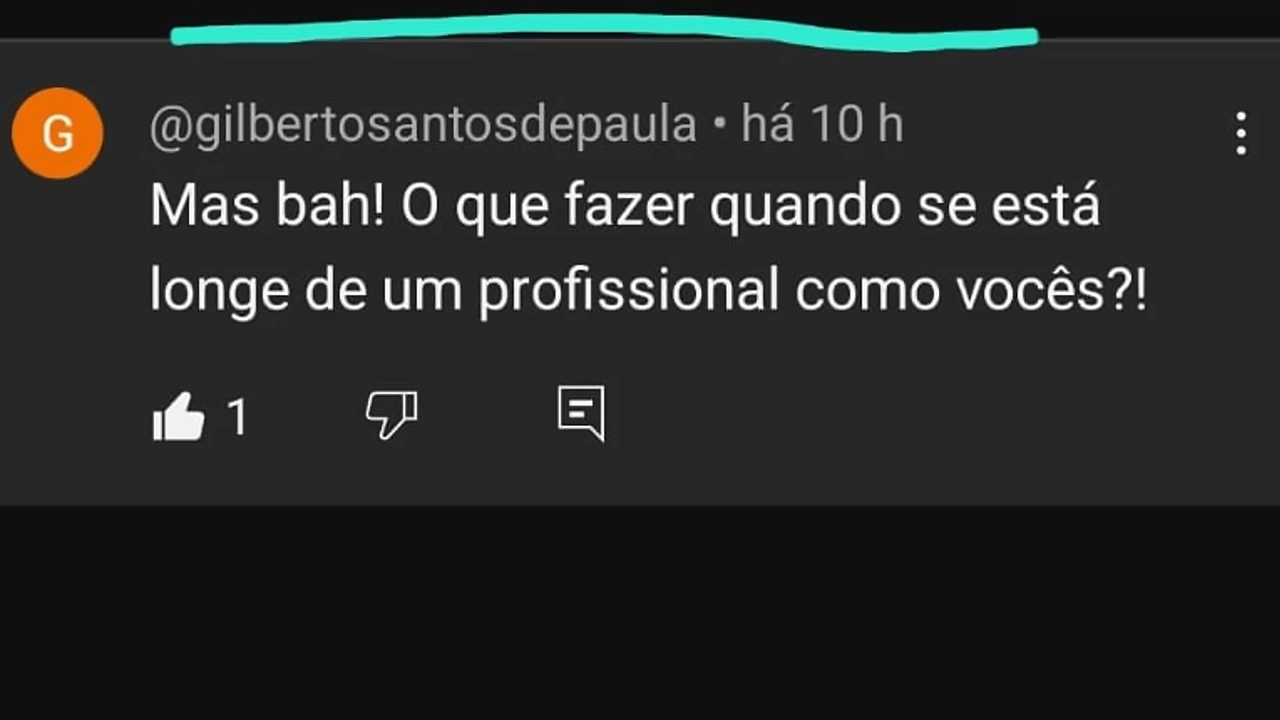 G
@gilbertosantosdepaula • há 10 h
Mas bah! O que fazer quando se está
longe de um profissional como vocês?!
1